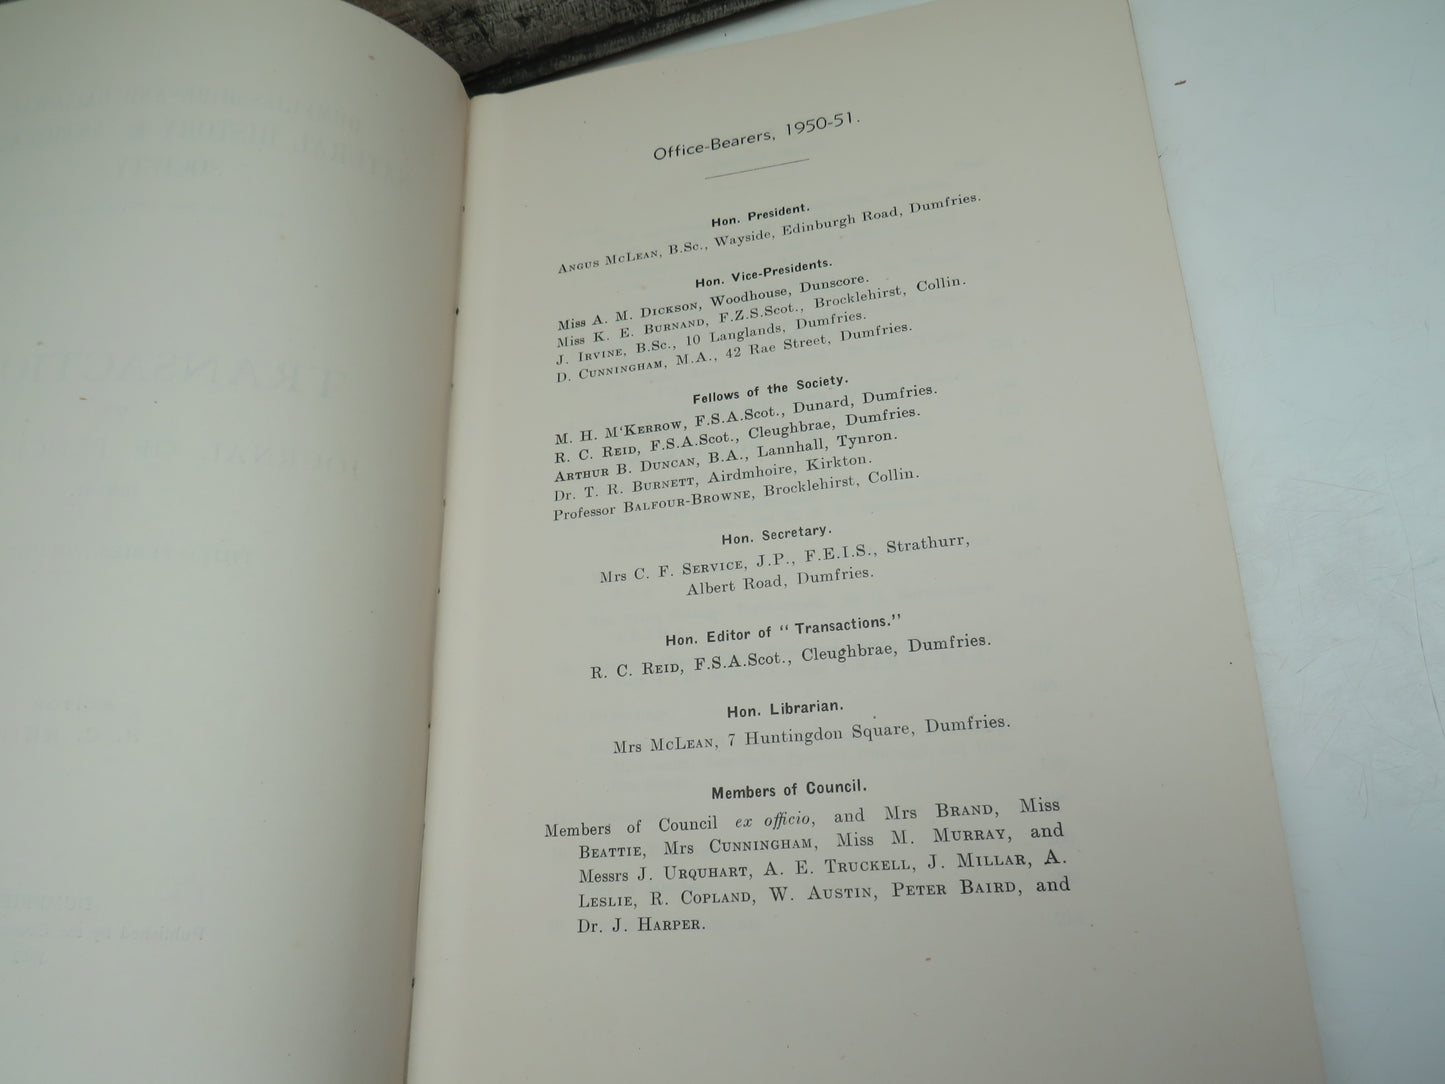 Office-Bearers, 1950-51.
Hon. President.
Angus McLean, B.Sc., Wayside, Edinburgh Road, Dumfries.
Hon. Vice-Presidents.
Miss A. M. Dickson, Woodhouse, Dunscore.
Miss K. E. Burnand, F.Z.S.Scot., Brocklehirst, Collin.
J. Irvine, B.Sc., 10 Langlands, Dumfries.
D. Cunningham, M.A., 42 Rae Street, Dumfries.
Fellows of the Society.
M. H. M'Kerrow, F.S.A.Scot., Dunard, Dumfries.
R. C. Reid, F.S.A.Scot., Cleughbrae, Dumfries.
Arthur B. Duncan, B.A., Lannhall, Tynron.
Dr. T. R. Burnett, Airdmhoire, Kirkton.
Professor Balfour-Browne, Brocklehirst, Collin.
Hon. Secretary.
Mrs C. F. Service, J.P., F.E.I.S., Strathurr,
Albert Road, Dumfries.
Hon. Editor of “ Transactions.”
R. C. Reid, F.S.A.Scot., Cleughbrae, Dumfries.
Hon. Librarian.
Mrs McLean, 7 Huntingdon Square, Dumfries.
Members of Council.
Members of Council ex officio, and Mrs Brand, Miss
Beattie, Mrs Cunningham, Miss M. Murray, and
Messrs J. Urquhart, A. E. Truckell, J. Millar, A.
Leslie, R. Copland, W. Austin, Peter Baird, and
Dr. J. Harper.